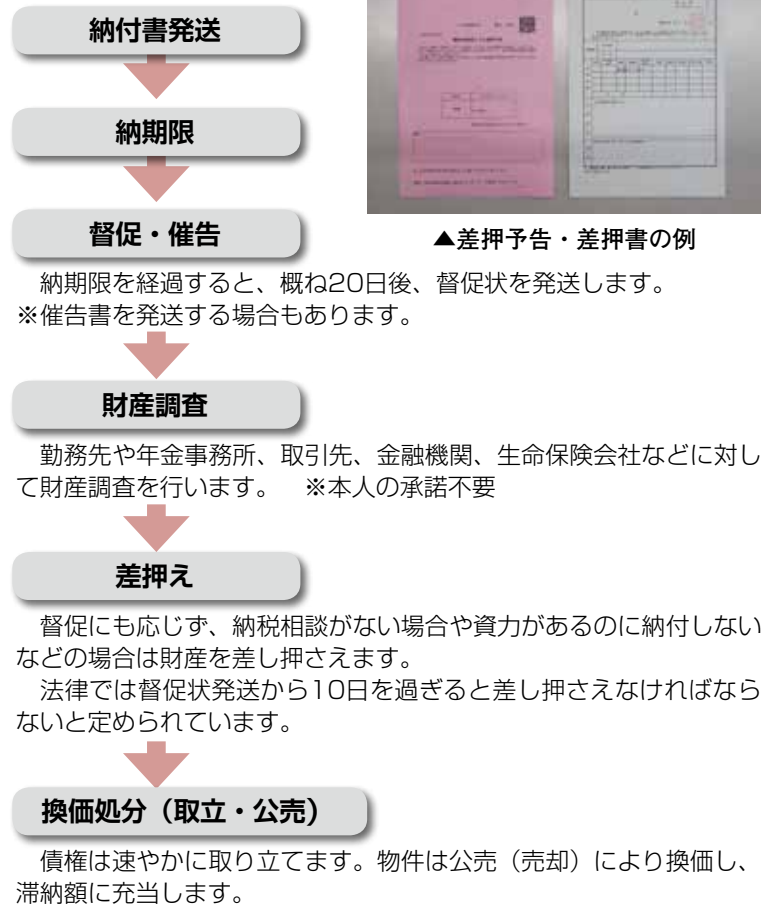 納付書発送
納期限
督促・催告
▲差押予告・差押書の例
　納期限を経過すると、概ね20日後、督促状を発送します。
※催告書を発送する場合もあります。
財産調査
　勤務先や年金事務所、取引先、金融機関、生命保険会社などに対し
て財産調査を行います。　※本人の承諾不要
差押え
　督促にも応じず、納税相談がない場合や資力があるのに納付しない
などの場合は財産を差し押さえます。
　法律では督促状発送から10日を過ぎると差し押さえなければなら
ないと定められています。
換価処分（取立・公売）
　債権は速やかに取り立てます。物件は公売（売却）により換価し、
滞納額に充当します。